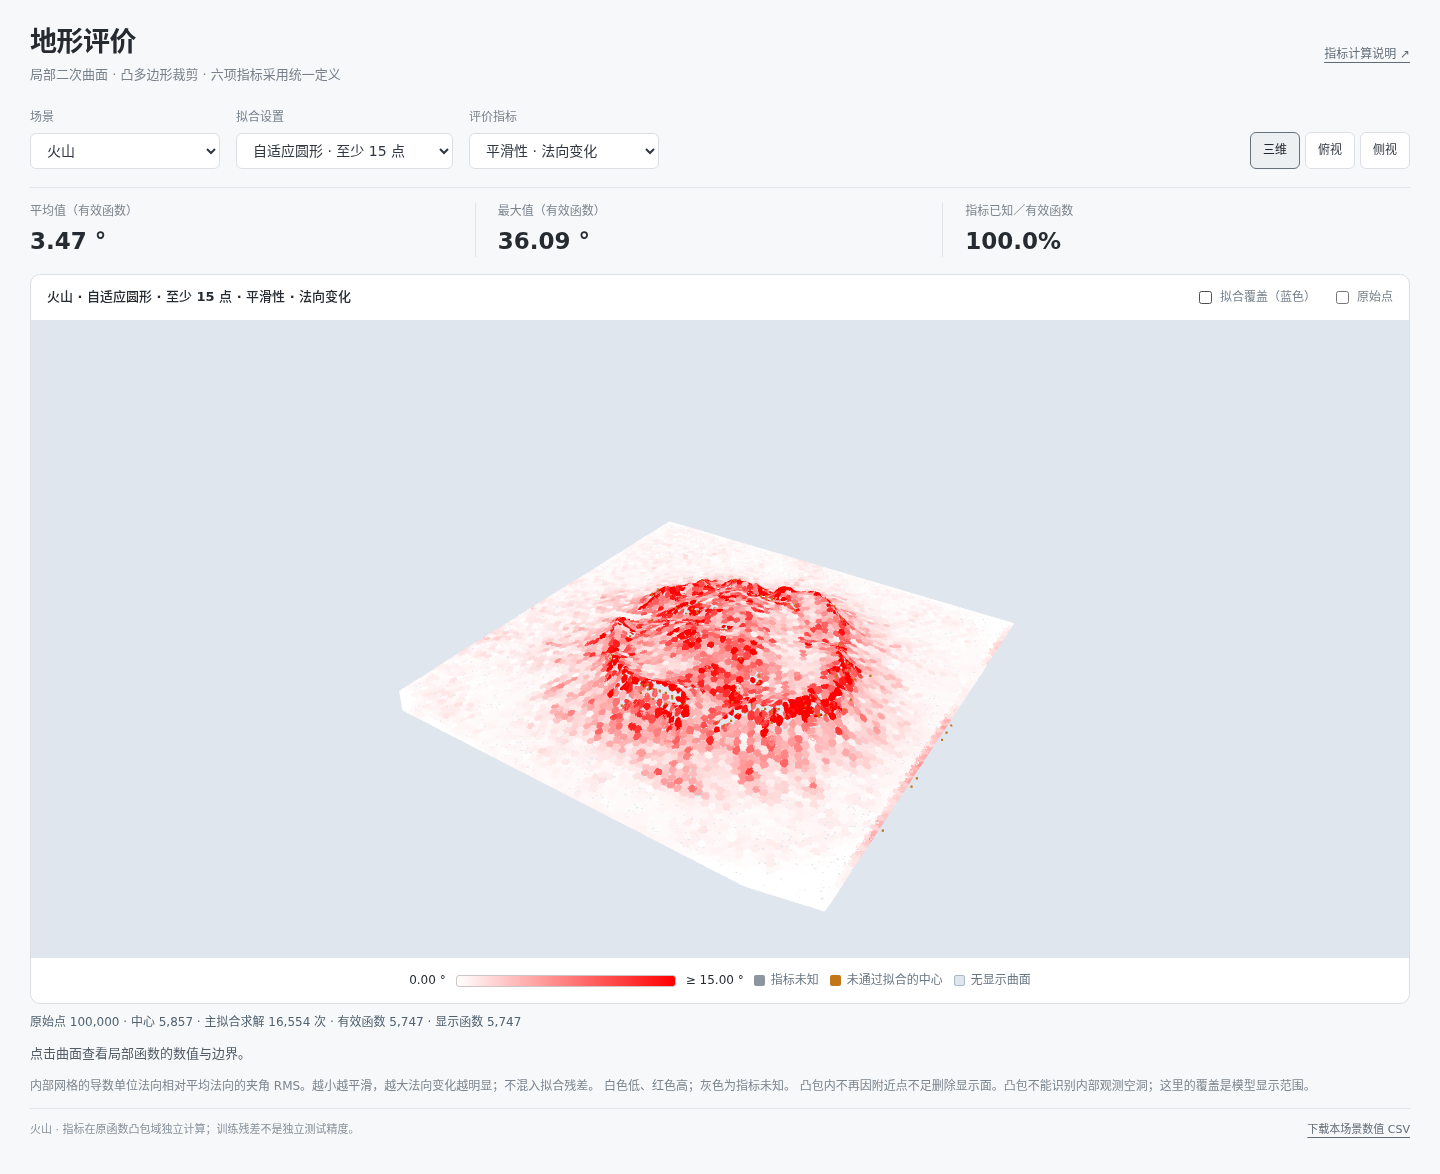 地形评价
指标计算说明 ↗
局部二次曲面 · 凸多边形裁剪 · 六项指标采用统一定义
场景
拟合设置
评价指标
火山
自适应圆形 · 至少 15 点
平滑性 · 法向变化
三维
俯视
侧视
平均值（有效函数）
最大值（有效函数）
指标已知／有效函数
3.47 °
36.09 °
100.0%
火山 · 自适应圆形 · 至少 15 点 · 平滑性 · 法向变化
拟合覆盖（蓝色）
原始点
0.00 °
≥ 15.00 °
指标未知
未通过拟合的中心
无显示曲面
原始点 100,000 · 中心 5,857 · 主拟合求解 16,554 次 · 有效函数 5,747 · 显示函数 5,747
点击曲面查看局部函数的数值与边界。
内部网格的导数单位法向相对平均法向的夹角 RMS。越小越平滑，越大法向变化越明显；不混入拟合残差。 白色低、红色高；灰色为指标未知。 凸包内不再因附近点不足删除显示面。凸包不能识别内部观测空洞；这里的覆盖是模型显示范围。
火山 · 指标在原函数凸包域独立计算；训练残差不是独立测试精度。
下载本场景数值 CSV